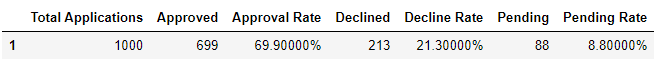 Total Applications Approved Approval Rate Declined Decline Rate Pending Pending Rate
1 1000 699 69.90000% 213 21.30000% 88 8.80000%